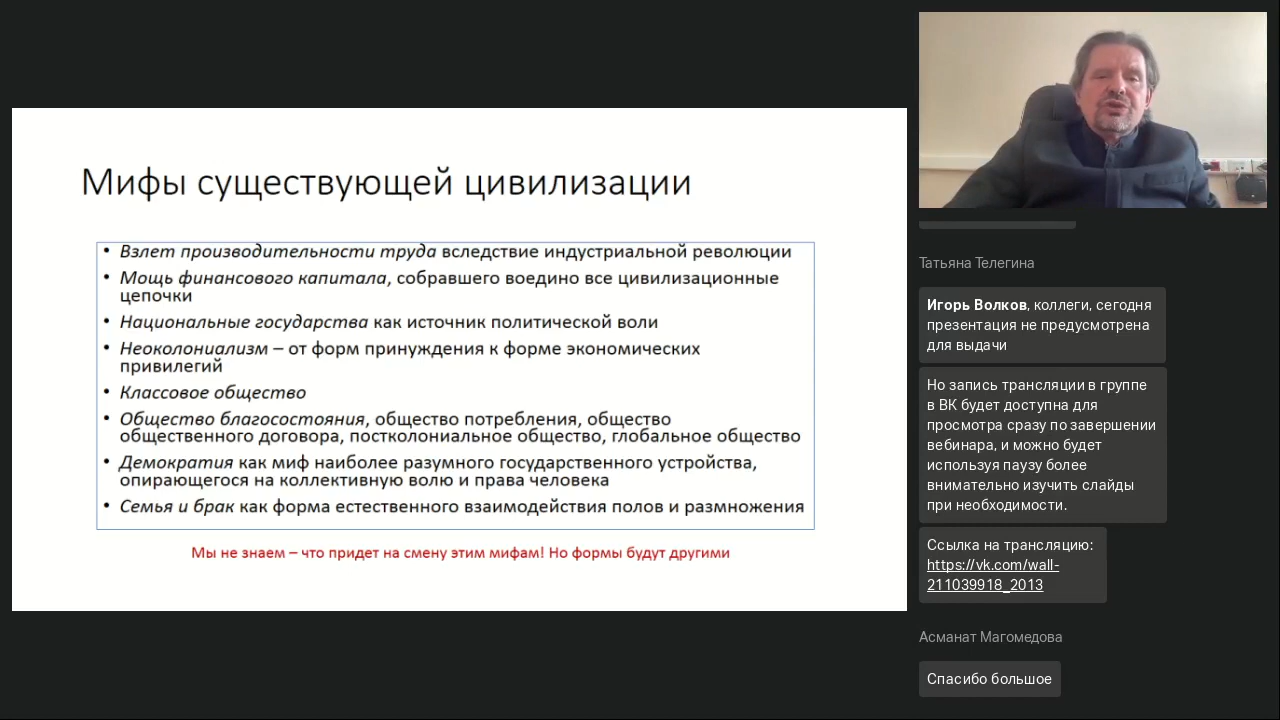 Мифы существующей цивилизации
• Взлет производительности труда вследствие индустриальной революции
• Мощь финансового капитала, собравшего воедино все цивилизационные
цепочки
• Национальные государства как источник политической воли
• Неоколониализм – от форм принуждения к форме экономических
привилегий
• Классовое общество
• Общество благосостояния, общество потребления, общество
общественного договора, постколониальное общество, глобальное общество
• Демократия как миф наиболее разумного государственного устройства,
опирающегося на коллективную волю и права человека
• Семья и брак как форма естественного взаимодействия полов и размножения
Мы не знаем – что придет на смену этим мифам! Но формы будут другими
Татьяна Телегина
Игорь Волков, коллеги, сегодня
презентация не предусмотрена
для выдачи
Но запись трансляции в группе
в ВК будет доступна для
просмотра сразу по завершении
вебинара, и можно будет
используя паузу более
внимательно изучить слайды
при необходимости.
Ссылка на трансляцию:
https://vk.com/wall-
211039918_2013
Асманат Магомедова
Спасибо большое